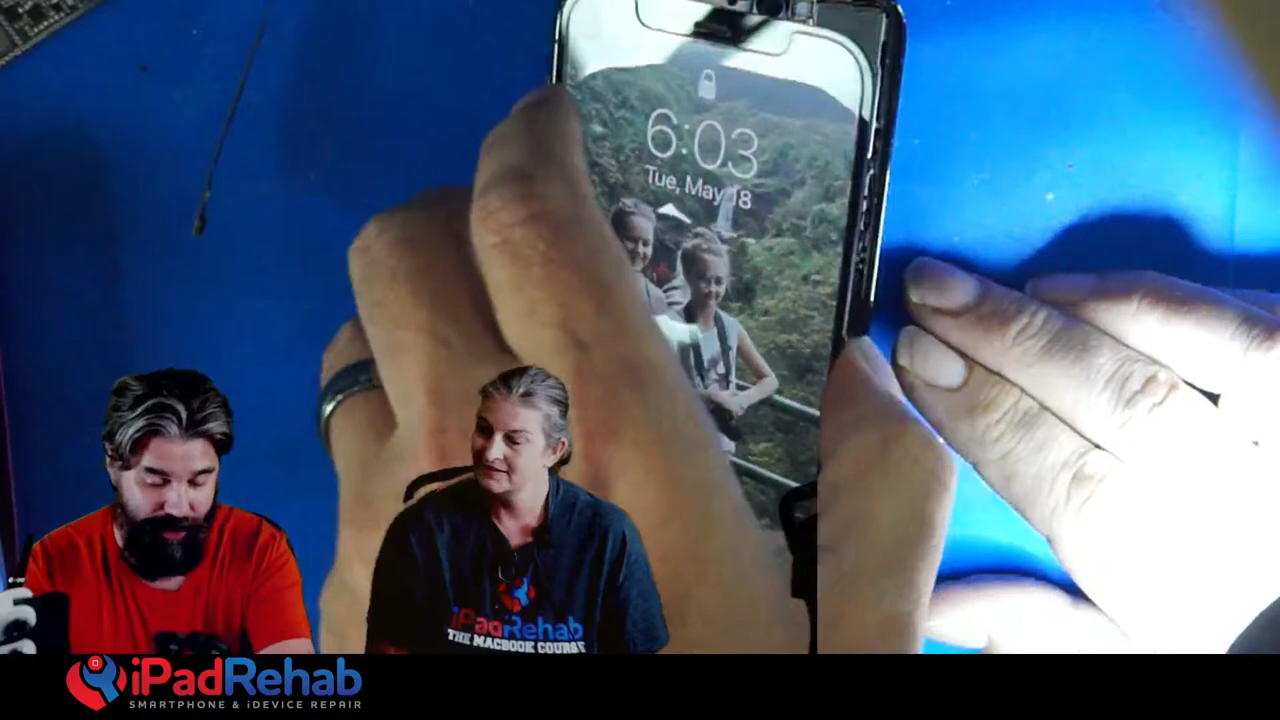 6:03
Tue, May 18
iPadRehab
THE MACBOOK COURSE
iPadRehab
SMARTPHONE & iDEVICE REPAIR